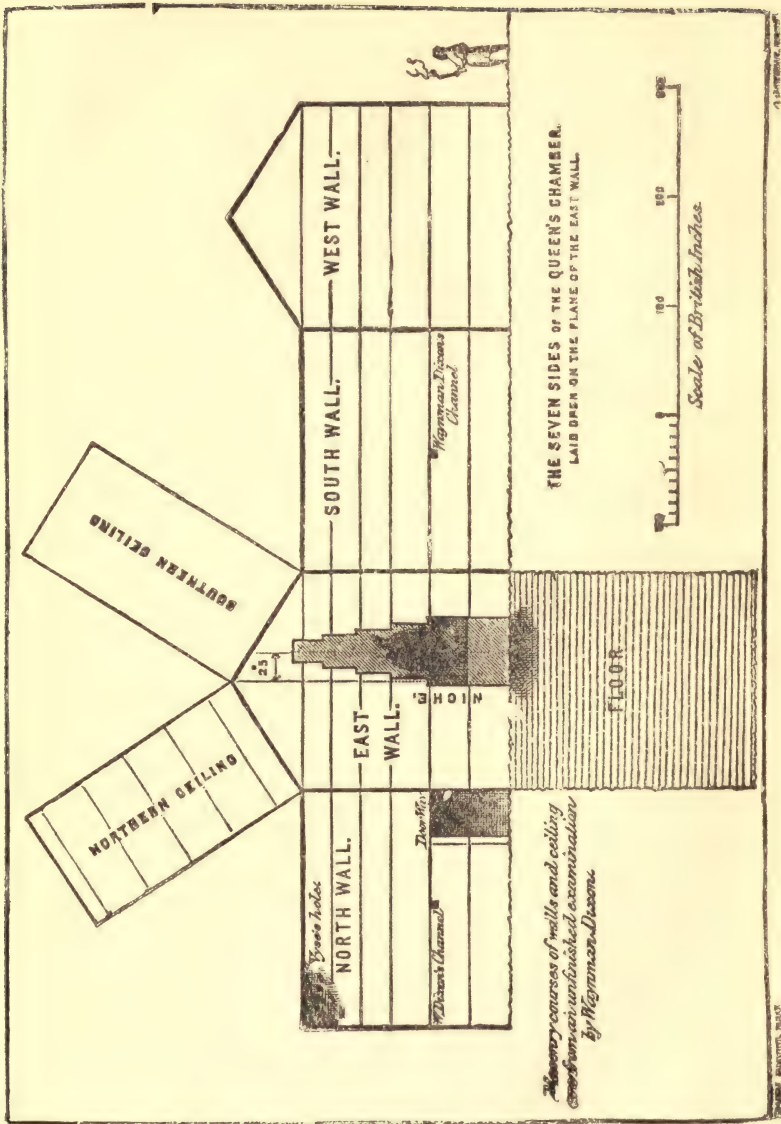 NORTHERN CEILING
SOUTHERN CEILING
Vyse's holes
NORTH WALL.
EAST
WALL.
25
SOUTH WALL.
WEST WALL.
W. Dixon's Channel
Door Way
NICHE.
Waynman Dixon's
Channel
FLOOR
Masonry courses of walls and ceiling
from an unfinished examination
by Waynman Dixon.
THE SEVEN SIDES OF THE QUEEN'S CHAMBER.
LAID OPEN ON THE PLANE OF THE EAST WALL.
0
100
200
300
Scale of British Inches.